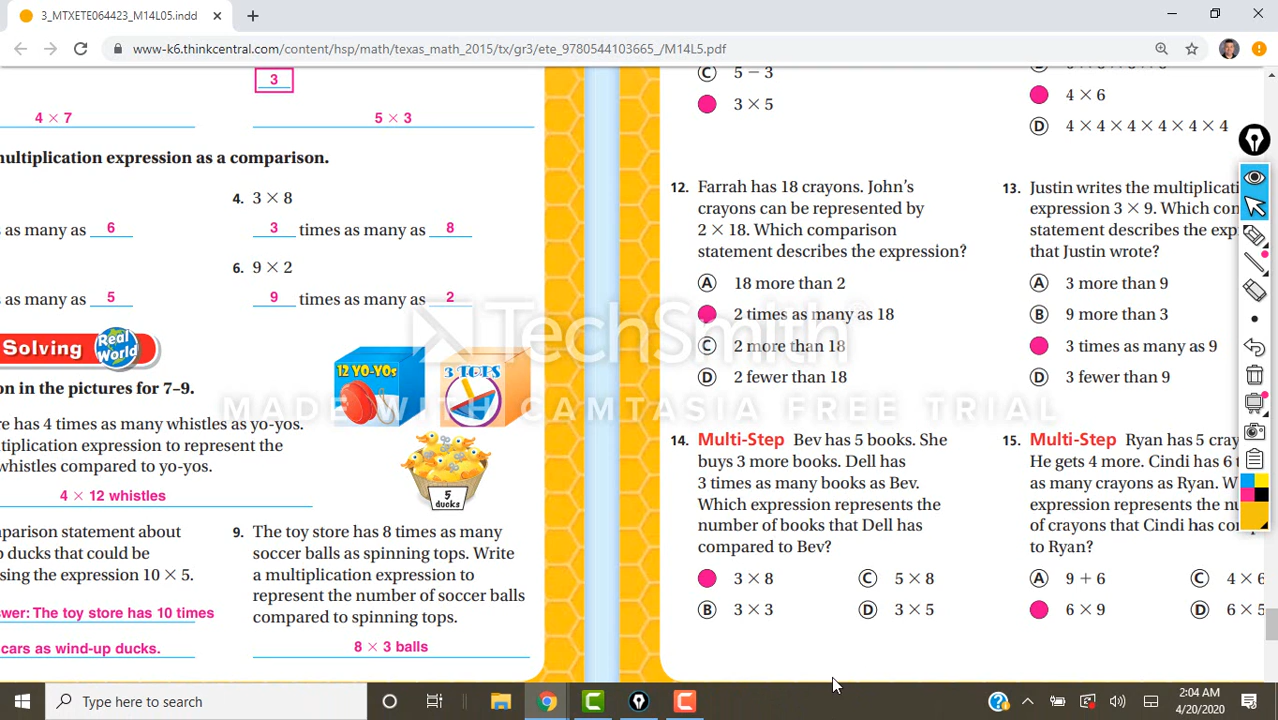 3_MTXETE064423_M14L05.indd
www-k6.thinkcentral.com/content/hsp/math/texas_math_2015/tx/gr3/ete_9780544103665_/M14L5.pdf
3
4 × 7
5 × 3
multiplication expression as a comparison.
4. 3 × 8
as many as 6
3 times as many as 8
6. 9 × 2
s as many as 5
9 times as many as 2
Solving Real World
on in the pictures for 7–9.
12 YO-YOs
3 TOPS
5 ducks
re has 4 times as many whistles as yo-yos.
tiplication expression to represent the
whistles compared to yo-yos.
4 × 12 whistles
parison statement about
p ducks that could be
sing the expression 10 × 5.
swer: The toy store has 10 times
cars as wind-up ducks.
9. The toy store has 8 times as many
soccer balls as spinning tops. Write
a multiplication expression to
represent the number of soccer balls
compared to spinning tops.
8 × 3 balls
C 5 − 3
3 × 5
4 × 6
D 4 × 4 × 4 × 4 × 4 × 4
12. Farrah has 18 crayons. John's
crayons can be represented by
2 × 18. Which comparison
statement describes the expression?
A 18 more than 2
2 times as many as 18
C 2 more than 18
D 2 fewer than 18
13. Justin writes the multiplicati
expression 3 × 9. Which con
statement describes the exp
that Justin wrote?
A 3 more than 9
B 9 more than 3
3 times as many as 9
D 3 fewer than 9
14. Multi-Step Bev has 5 books. She
buys 3 more books. Dell has
3 times as many books as Bev.
Which expression represents the
number of books that Dell has
compared to Bev?
3 × 8
C 5 × 8
B 3 × 3
D 3 × 5
15. Multi-Step Ryan has 5 cray
He gets 4 more. Cindi has 6 t
as many crayons as Ryan. W
expression represents the nu
of crayons that Cindi has co
to Ryan?
A 9 + 6
C 4 × 6
6 × 9
D 6 × 5
TechSmith
MADE WITH CAMTASIA FREE TRIAL
Type here to search
2:04 AM
4/20/2020